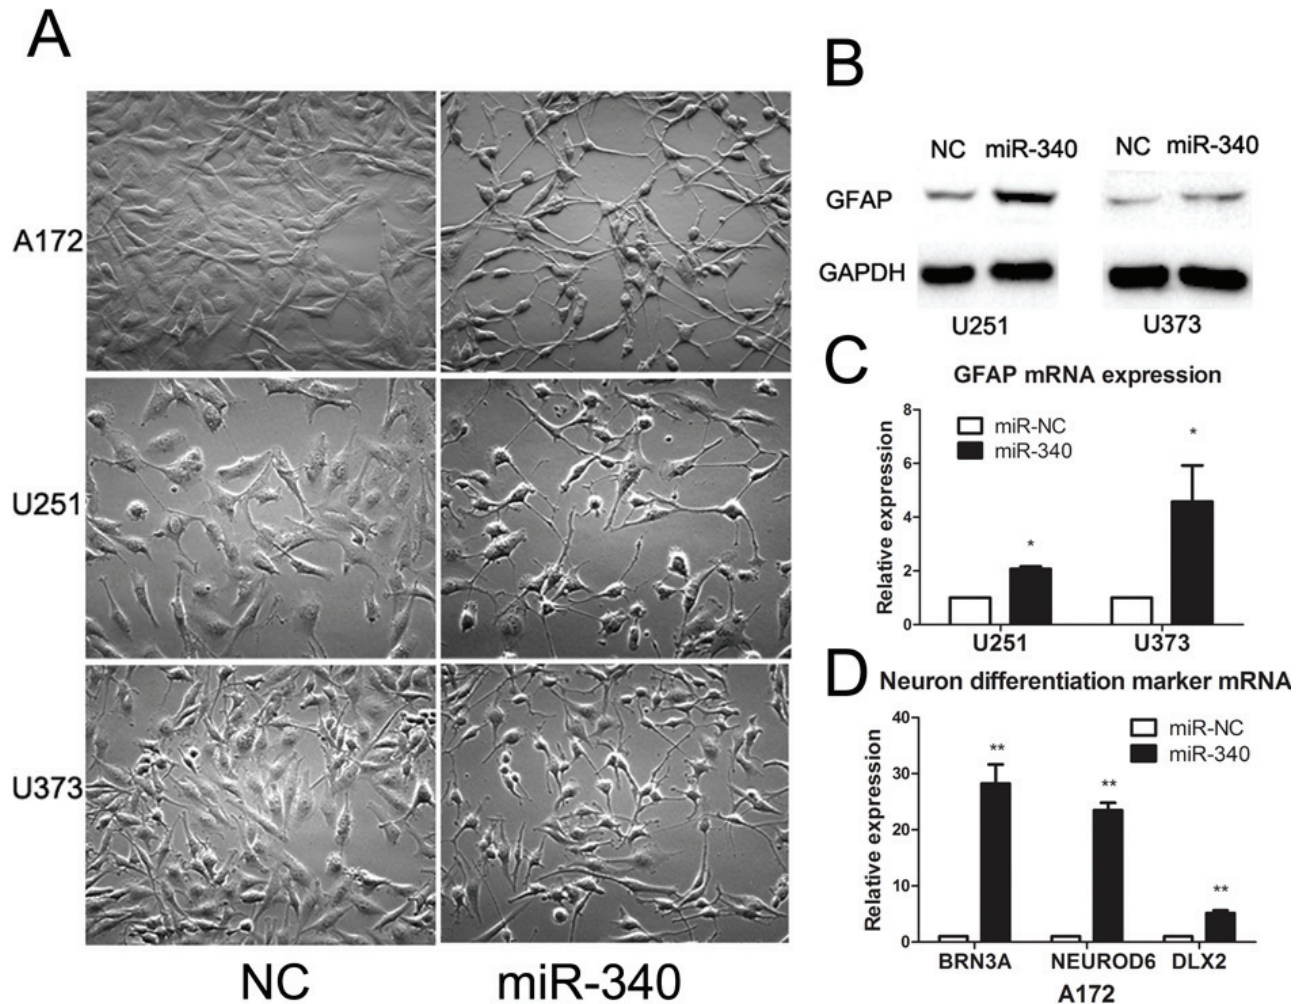 A
A172
U251
U373
NC miR-340
B
NC miR-340 NC miR-340
GFAP
GAPDH
U251 U373
C
GFAP mRNA expression
Relative expression
8
6
4
2
0
miR-NC
miR-340
*
*
U251 U373
D
Neuron differentiation marker mRNA
Relative expression
40
30
20
10
0
miR-NC
miR-340
**
**
**
BRN3A NEUROD6 DLX2
A172